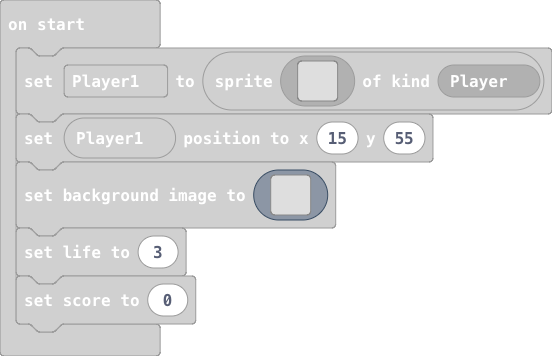 on start
set Player1 to sprite of kind Player
set Player1 position to x 15 y 55
set background image to
set life to 3
set score to 0